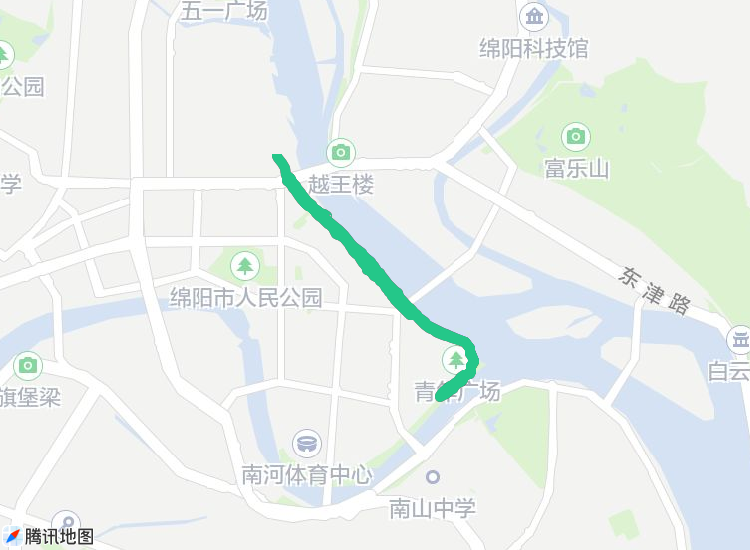 五一广场
绵阳科技馆
公园
富乐山
学
越王楼
东津路
绵阳市人民公园
白云
旗堡梁
青年广场
南河体育中心
南山中学
腾讯地图